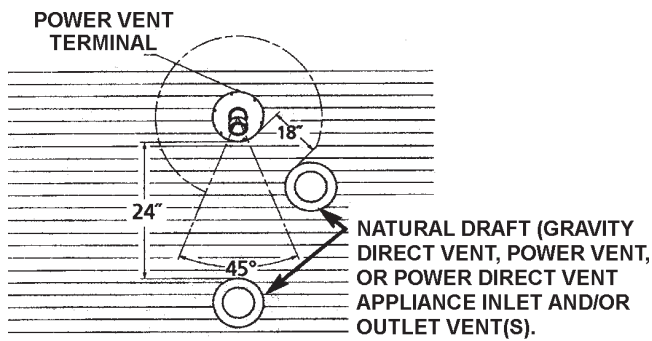 POWER VENT
TERMINAL
18"
24"
45°
NATURAL DRAFT (GRAVITY
DIRECT VENT, POWER VENT,
OR POWER DIRECT VENT
APPLIANCE INLET AND/OR
OUTLET VENT(S).